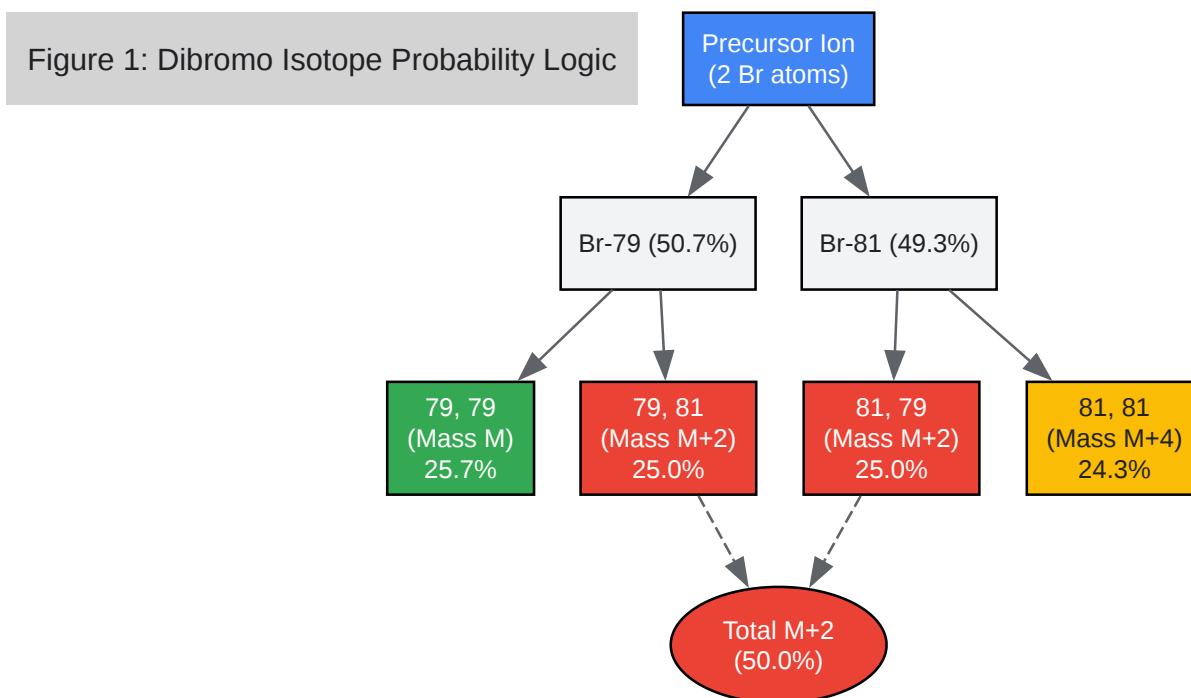 Figure 1: Dibromo Isotope Probability Logic
Precursor Ion
(2 Br atoms)
Br-79 (50.7%)
Br-81 (49.3%)
79, 79
(Mass M)
25.7%
79, 81
(Mass M+2)
25.0%
81, 79
(Mass M+2)
25.0%
81, 81
(Mass M+4)
24.3%
Total M+2
(50.0%)